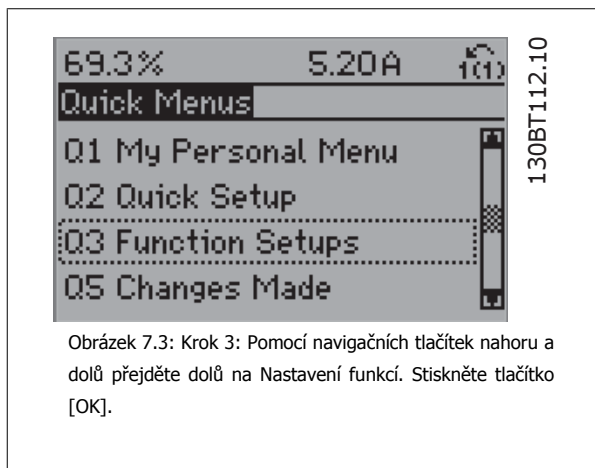 69.3% 5.20A 1(1)
Quick Menus
Q1 My Personal Menu
Q2 Quick Setup
Q3 Function Setups
Q5 Changes Made
130BT112.10
Obrázek 7.3: Krok 3: Pomocí navigačních tlačítek nahoru a
dolů přejděte dolů na Nastavení funkcí. Stiskněte tlačítko
[OK].